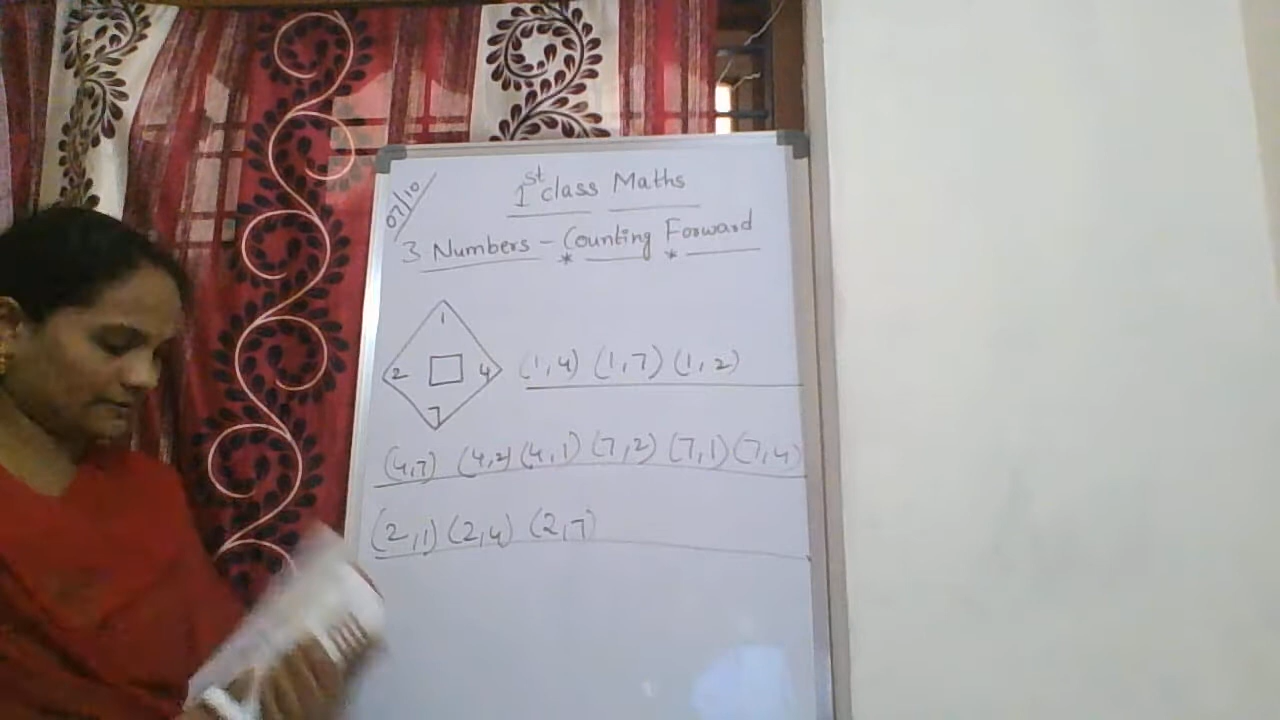 07/10
1st class Maths
3 Numbers - Counting Forward
* *
1
2 4
7
(1,4) (1,7) (1,2)
(4,7) (4,2) (4,1) (7,2) (7,1) (7,4)
(2,1) (2,4) (2,7)